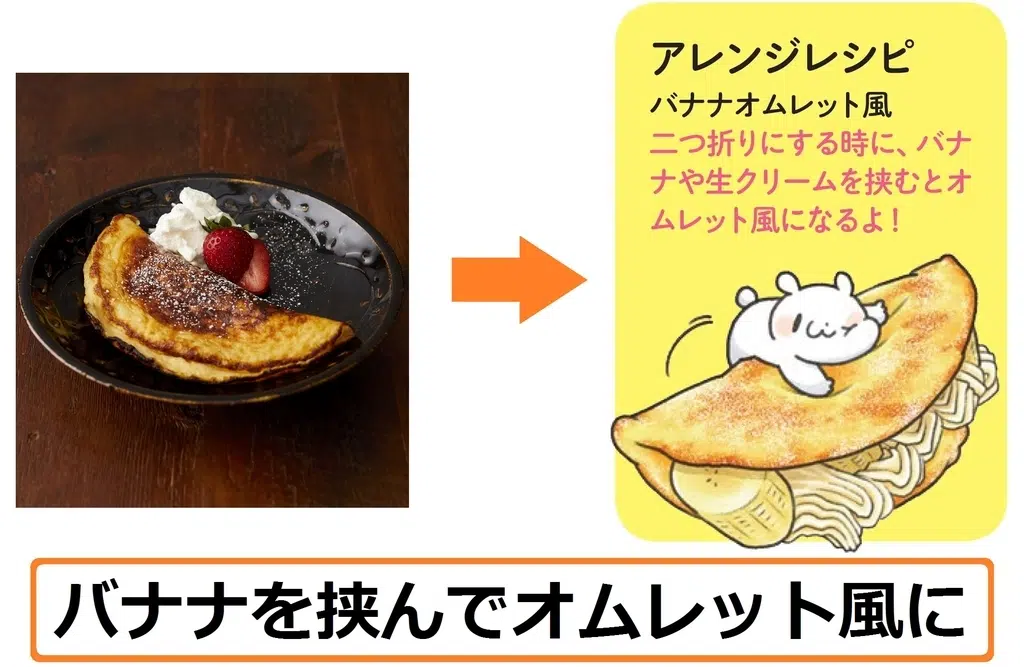 アレンジレシピ
バナナオムレット風
二つ折りにする時に、バナ
ナや生クリームを挟むとオ
ムレット風になるよ！
バナナを挟んでオムレット風に